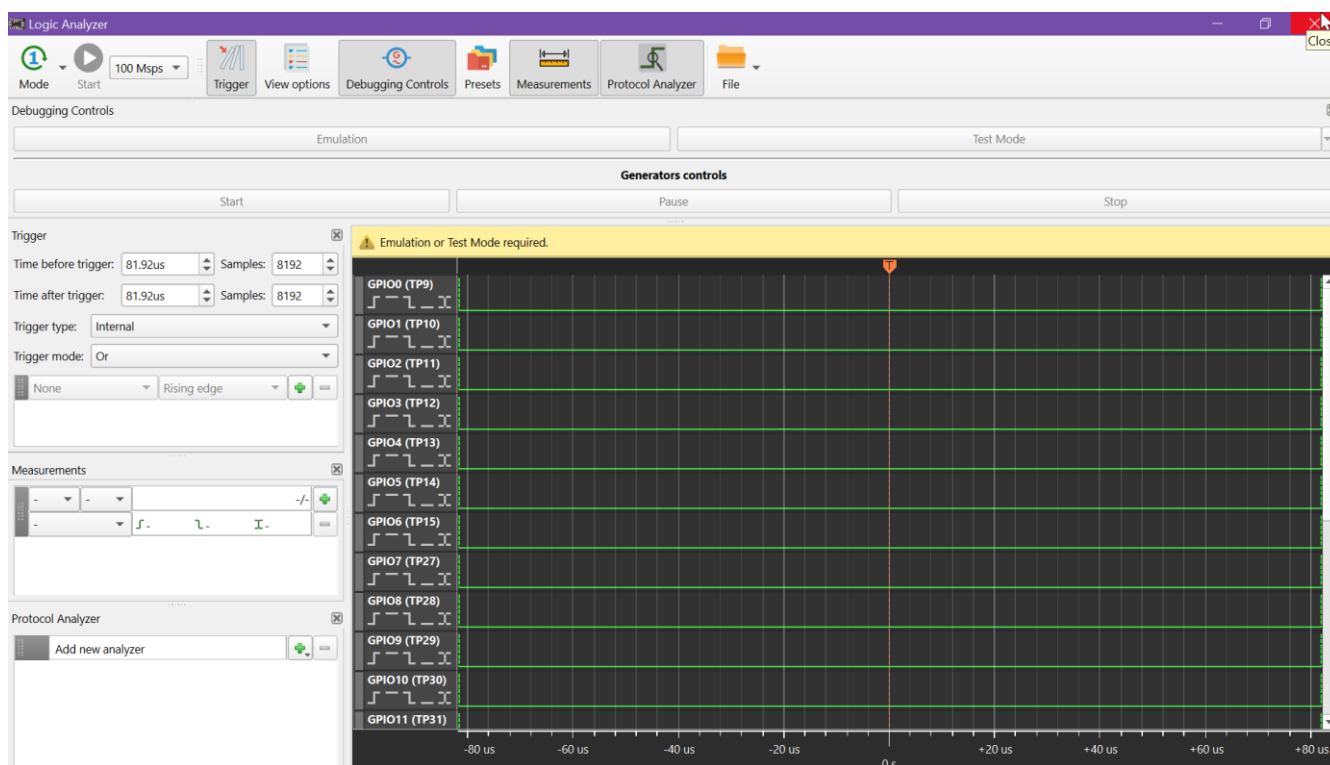 Logic Analyzer
Clos
100 Msps
Mode Start Trigger View options Debugging Controls Presets Measurements Protocol Analyzer File
Debugging Controls
Emulation Test Mode
Generators controls
Start Pause Stop
Trigger
Time before trigger: 81.92us Samples: 8192
Time after trigger: 81.92us Samples: 8192
Trigger type: Internal
Trigger mode: Or
None Rising edge
Measurements
- - -/-
- - - -
Protocol Analyzer
Add new analyzer
Emulation or Test Mode required.
T
GPIO0 (TP9)
GPIO1 (TP10)
GPIO2 (TP11)
GPIO3 (TP12)
GPIO4 (TP13)
GPIO5 (TP14)
GPIO6 (TP15)
GPIO7 (TP27)
GPIO8 (TP28)
GPIO9 (TP29)
GPIO10 (TP30)
GPIO11 (TP31)
-80 us -60 us -40 us -20 us 0 s +20 us +40 us +60 us +80 us